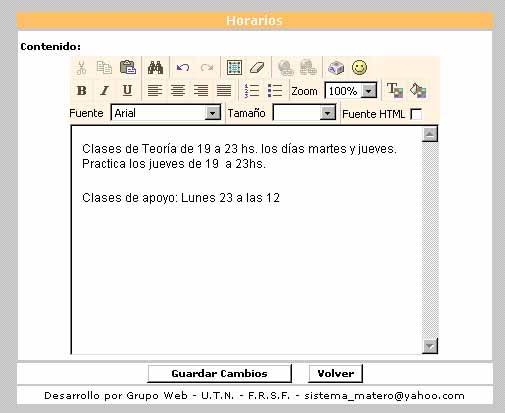 Horarios
Contenido:
B I U Zoom 100%
Fuente Arial Tamaño Fuente HTML
Clases de Teoría de 19 a 23 hs. los días martes y jueves.
Practica los jueves de 19 a 23hs.
Clases de apoyo: Lunes 23 a las 12
Guardar Cambios Volver
Desarrollo por Grupo Web - U.T.N. - F.R.S.F. - sistema_matero@yahoo.com